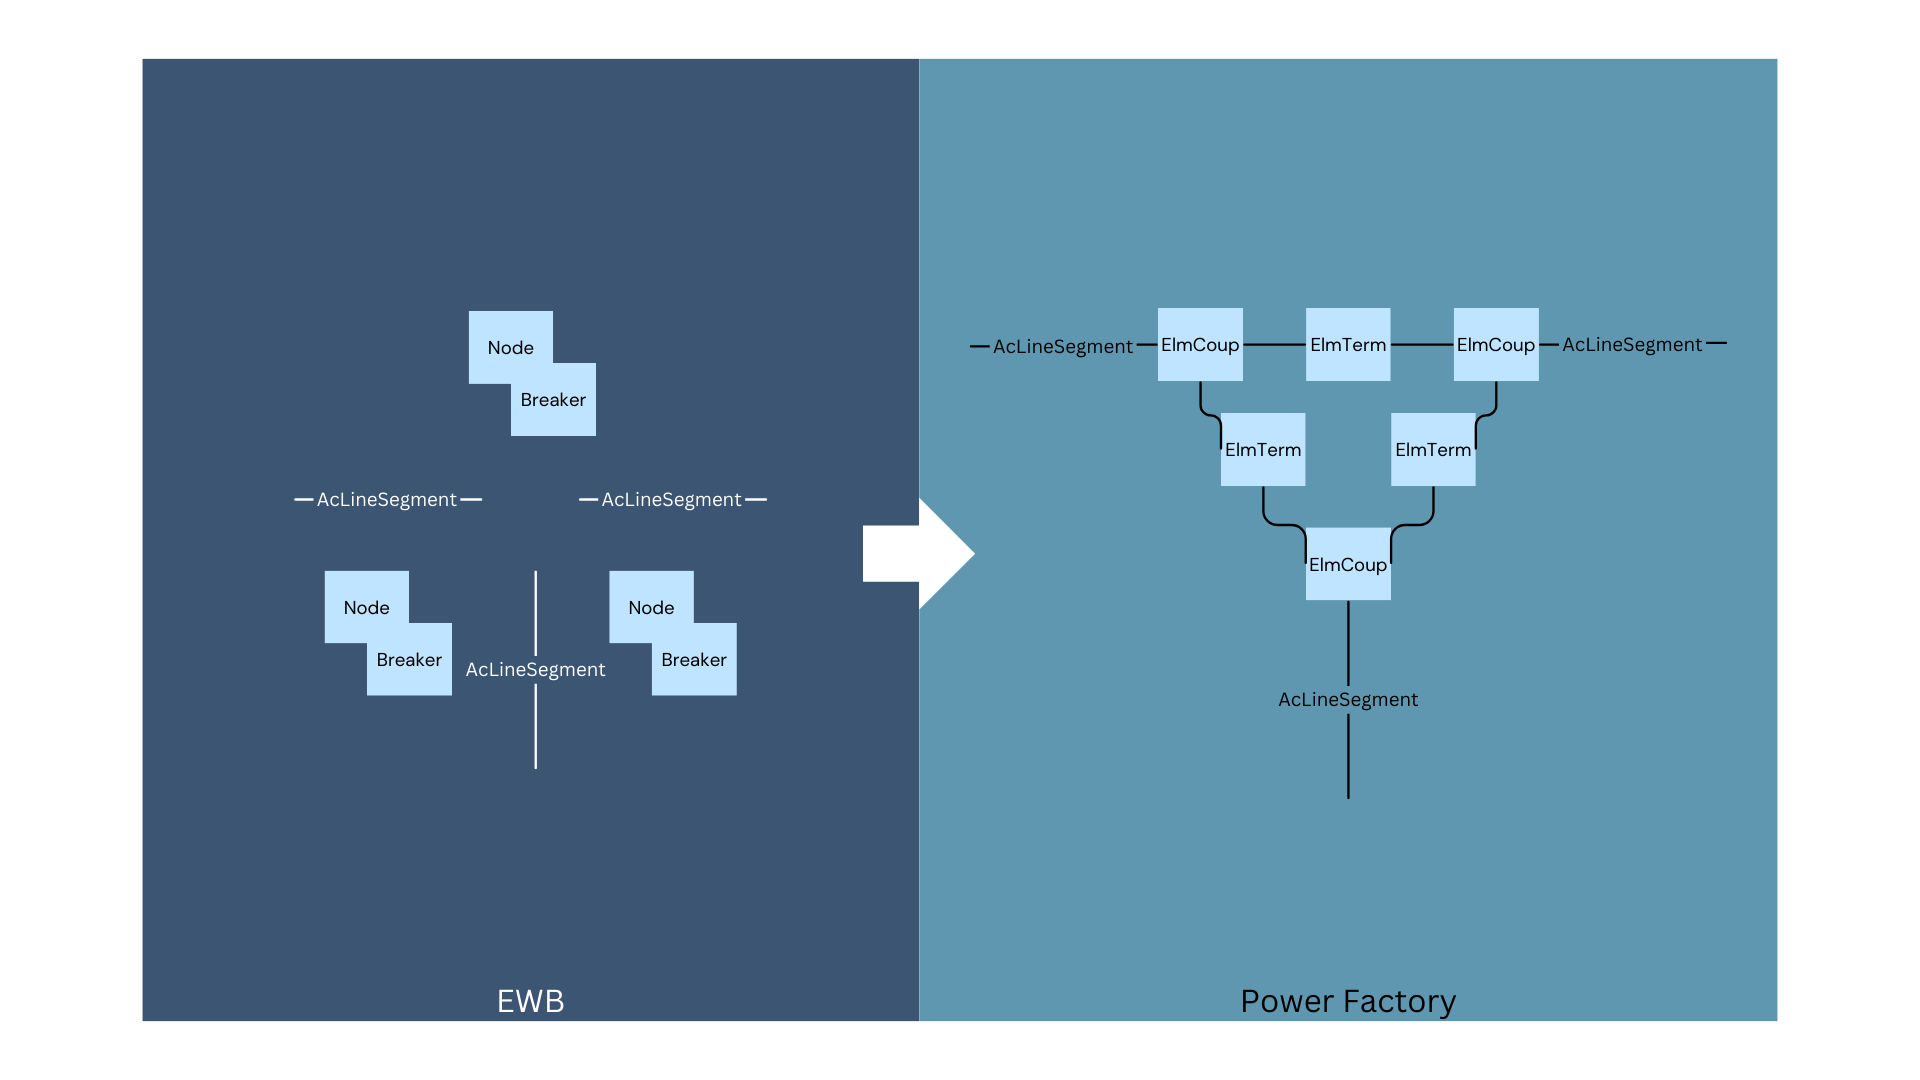 Node
Breaker
AcLineSegment
AcLineSegment
Node
Breaker
AcLineSegment
Node
Breaker
EWB
AcLineSegment
ElmCoup
ElmTerm
ElmCoup
AcLineSegment
ElmTerm
ElmTerm
ElmCoup
AcLineSegment
Power Factory